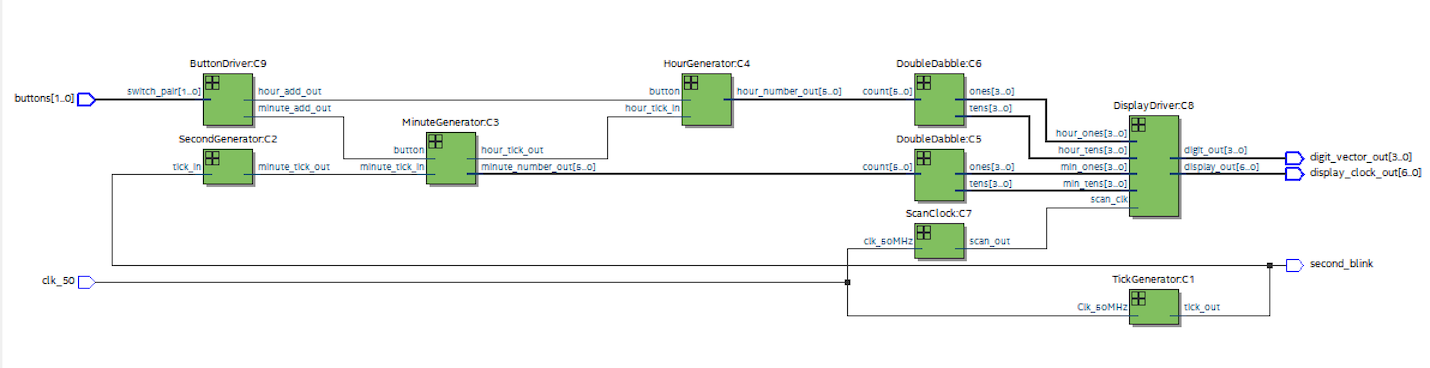 ButtonDriver:C9
HourGenerator:C4
DoubleDabble:C6
buttons[1..0]
switch_pair[1..0]
hour_add_out
minute_add_out
button
hour_tick_in
hour_number_out[5..0]
count[5..0]
ones[3..0]
tens[3..0]
DisplayDriver:C8
MinuteGenerator:C3
SecondGenerator:C2
DoubleDabble:C5
hour_ones[3..0]
hour_tens[3..0]
min_ones[3..0]
min_tens[3..0]
scan_clk
digit_out[3..0]
display_out[6..0]
digit_vector_out[3..0]
display_clock_out[6..0]
button
minute_tick_in
hour_tick_out
minute_number_out[5..0]
tick_in
minute_tick_out
count[5..0]
ones[3..0]
tens[3..0]
ScanClock:C7
clk_50MHz
scan_out
second_blink
clk_50
TickGenerator:C1
Clk_50MHz
tick_out